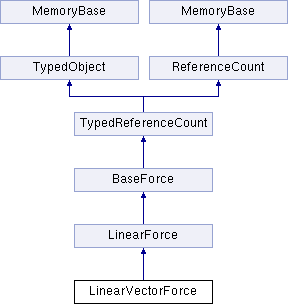 MemoryBase MemoryBase
TypedObject ReferenceCount
TypedReferenceCount
BaseForce
LinearForce
LinearVectorForce